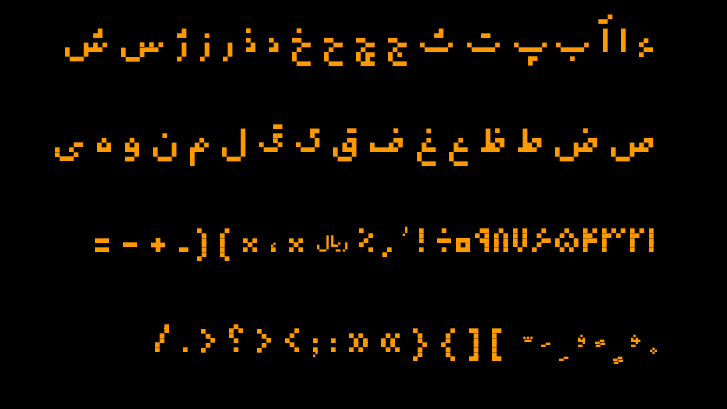 ء ا آ ب پ ت ث ج چ ح خ د ذ ر ز ژ س ش
ص ض ط ظ ع غ ف ق ک گ ل م ن و ه ی
۱۲۳۴۵۶۷۸۹۰÷!٬٫٪﷼×،*)(ـ+-=
ْ ٌ ٍ ً ُ ِ َ ّ ] [ } { » « : ؛ > < ؟ < . /